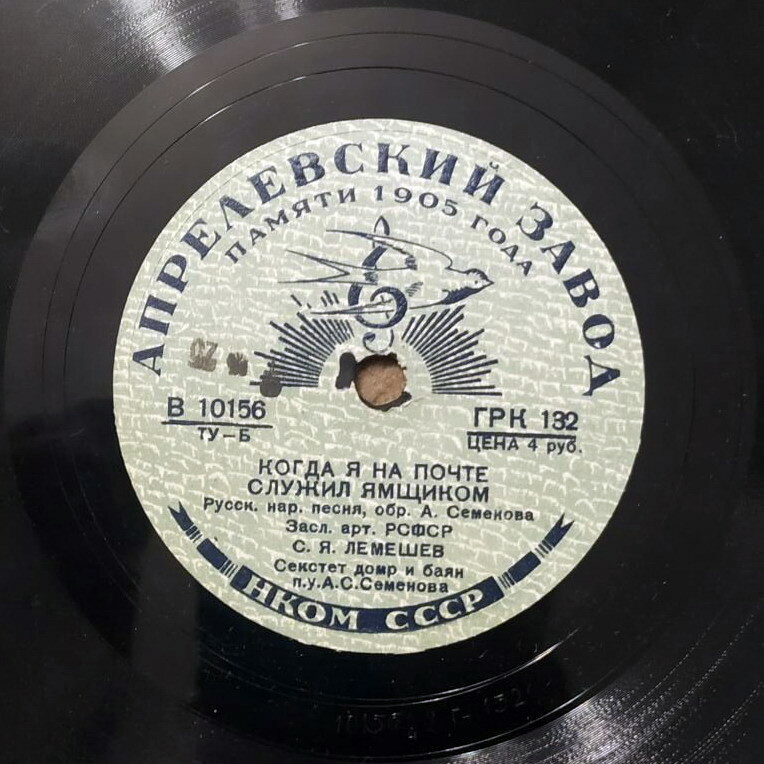 АПРЕЛЕВСКИЙ ЗАВОД
ПАМЯТИ 1905 ГОДА
В 10156
ТУ–Б
ГРК 132
ЦЕНА 4 руб.
КОГДА Я НА ПОЧТЕ
СЛУЖИЛ ЯМЩИКОМ
Русск. нар. песня, обр. А. Семенова
Засл. арт. РСФСР
С. Я. ЛЕМЕШЕВ
Секстет домр и баян
п.у.А.С.Семенова
НКОМ СССР